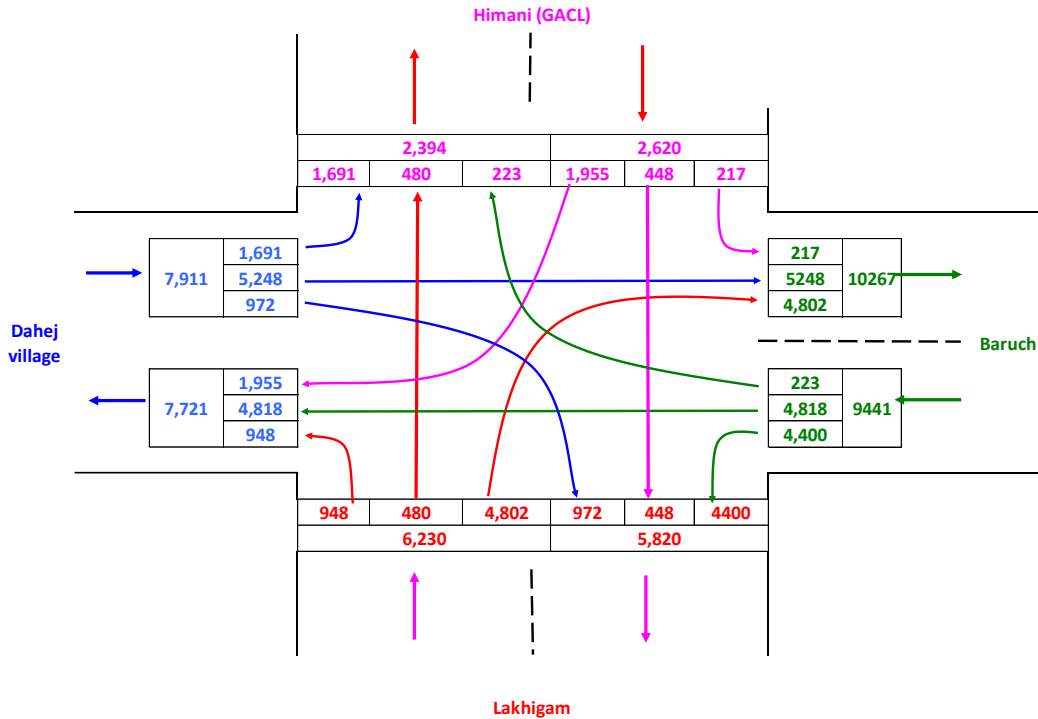 Himani (GACL)
2,394 2,620
1,691 480 223 1,955 448 217
1,691
7,911 5,248
972
217
5248 10267
4,802
Dahej
village
Baruch
1,955
7,721 4,818
948
223
4,818 9441
4,400
948 480 4,802 972 448 4400
6,230 5,820
Lakhigam